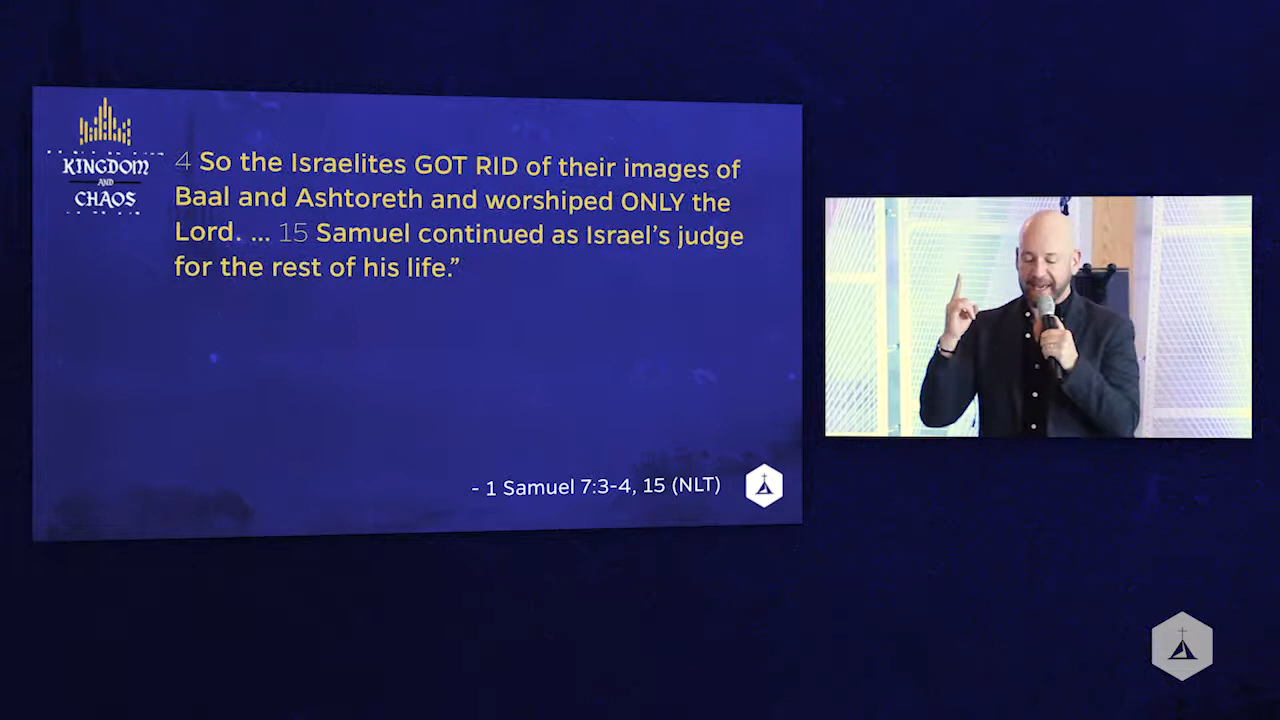 KINGDOM
AND
CHAOS
4 So the Israelites GOT RID of their images of
Baal and Ashtoreth and worshiped ONLY the
Lord. ... 15 Samuel continued as Israel’s judge
for the rest of his life.”
- 1 Samuel 7:3-4, 15 (NLT)